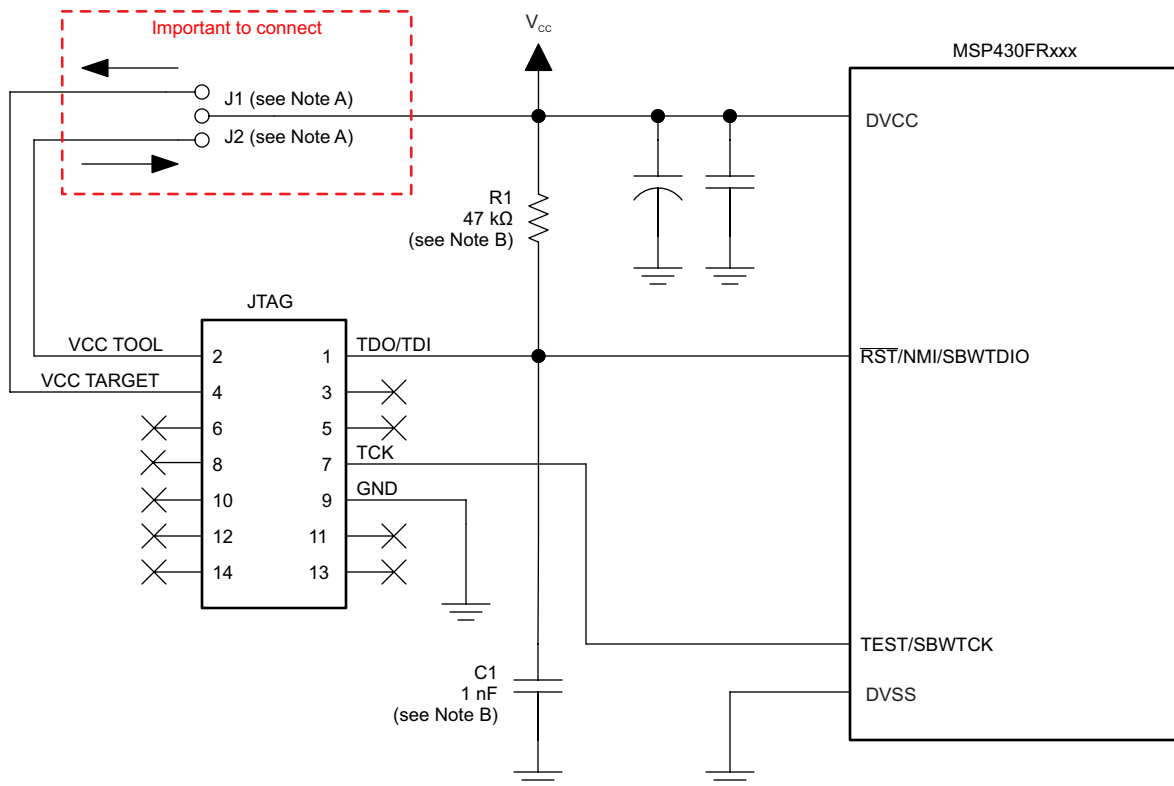 Important to connect
V_CC
MSP430FRxxx
J1 (see Note A)
J2 (see Note A)
DVCC
R1
47 kΩ
(see Note B)
JTAG
VCC TOOL
2
1
TDO/TDI
RST/NMI/SBWTDIO
VCC TARGET
4
3
6
5
8
7
TCK
10
9
GND
12
11
14
13
TEST/SBWTCK
C1
1 nF
(see Note B)
DVSS